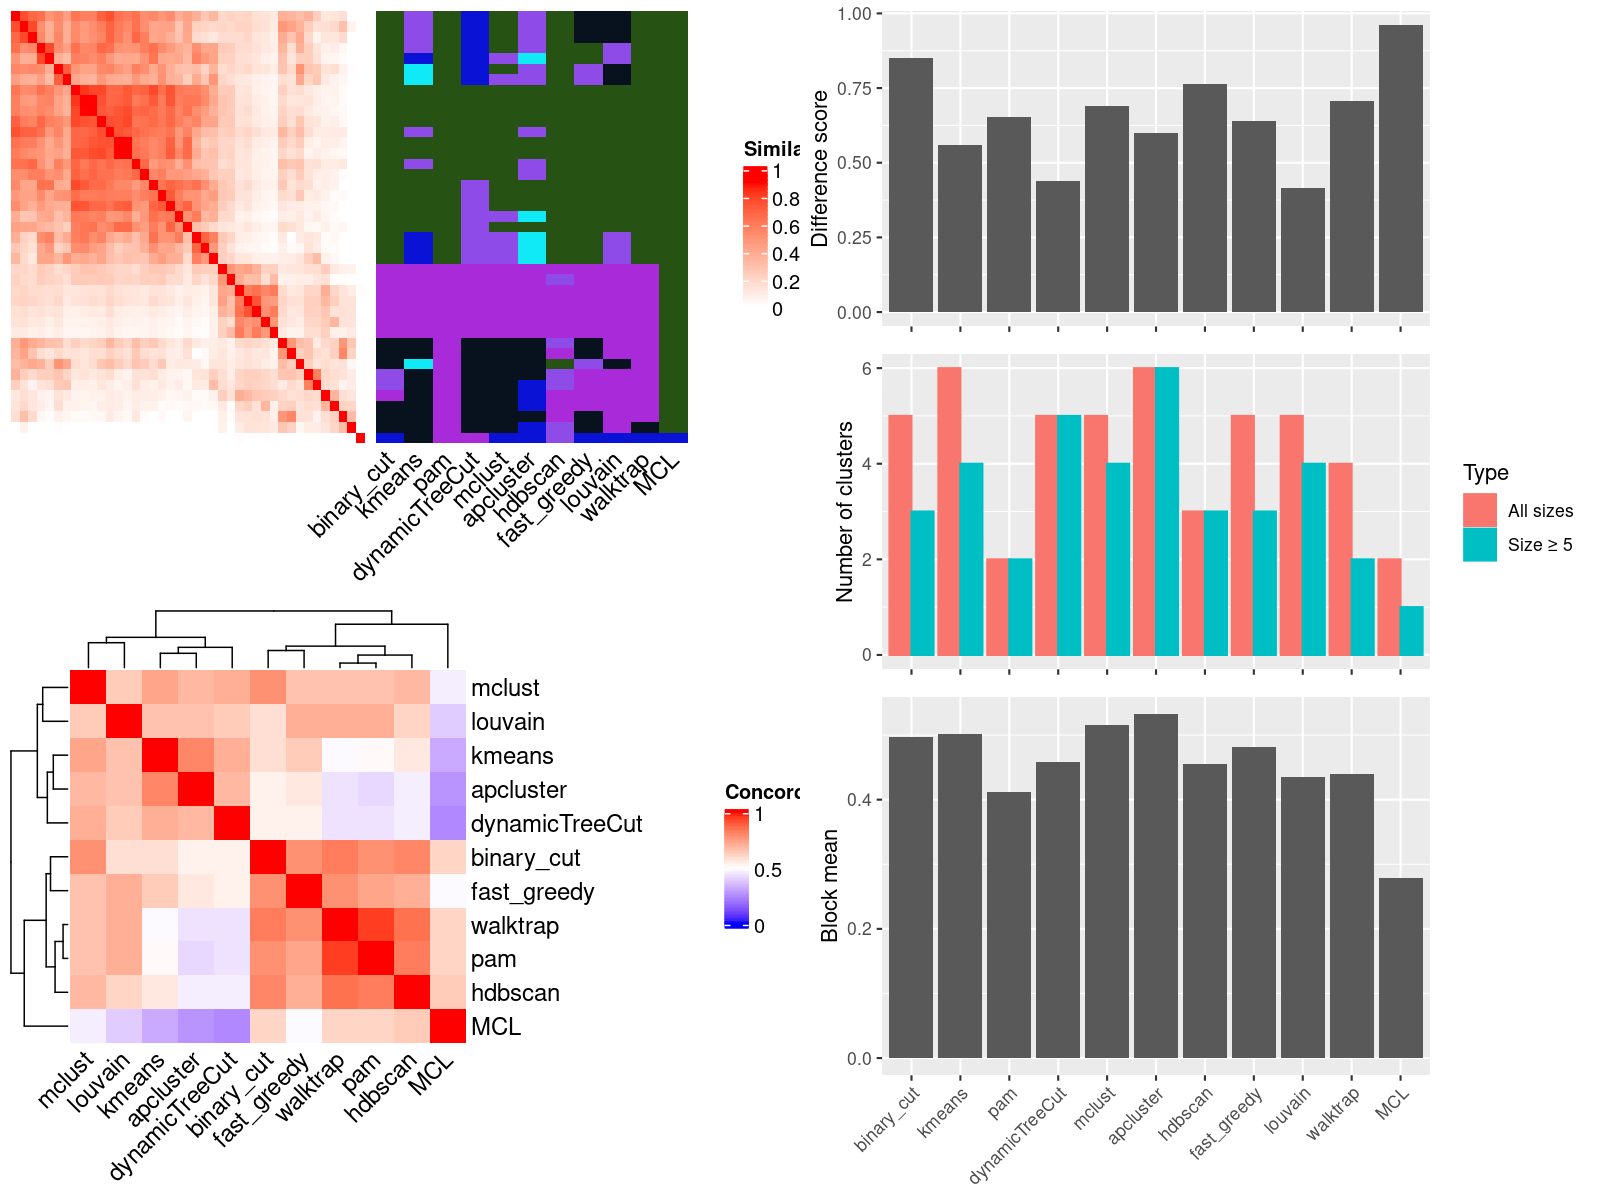 Simila
1
0.8
0.6
0.4
0.2
0
binary_cut
kmeans
pam
dynamicTreeCut
mclust
apcluster
hdbscan
fast_greedy
louvain
walktrap
MCL
Difference score
1.00
0.75
0.50
0.25
0.00
Number of clusters
6
4
2
0
Type
All sizes
Size ≥ 5
mclust
louvain
kmeans
apcluster
dynamicTreeCut
binary_cut
fast_greedy
walktrap
pam
hdbscan
MCL
mclust
louvain
kmeans
apcluster
dynamicTreeCut
binary_cut
fast_greedy
walktrap
pam
hdbscan
MCL
Concord
1
0.5
0
Block mean
0.4
0.2
0.0
binary_cut
kmeans
pam
dynamicTreeCut
mclust
apcluster
hdbscan
fast_greedy
louvain
walktrap
MCL